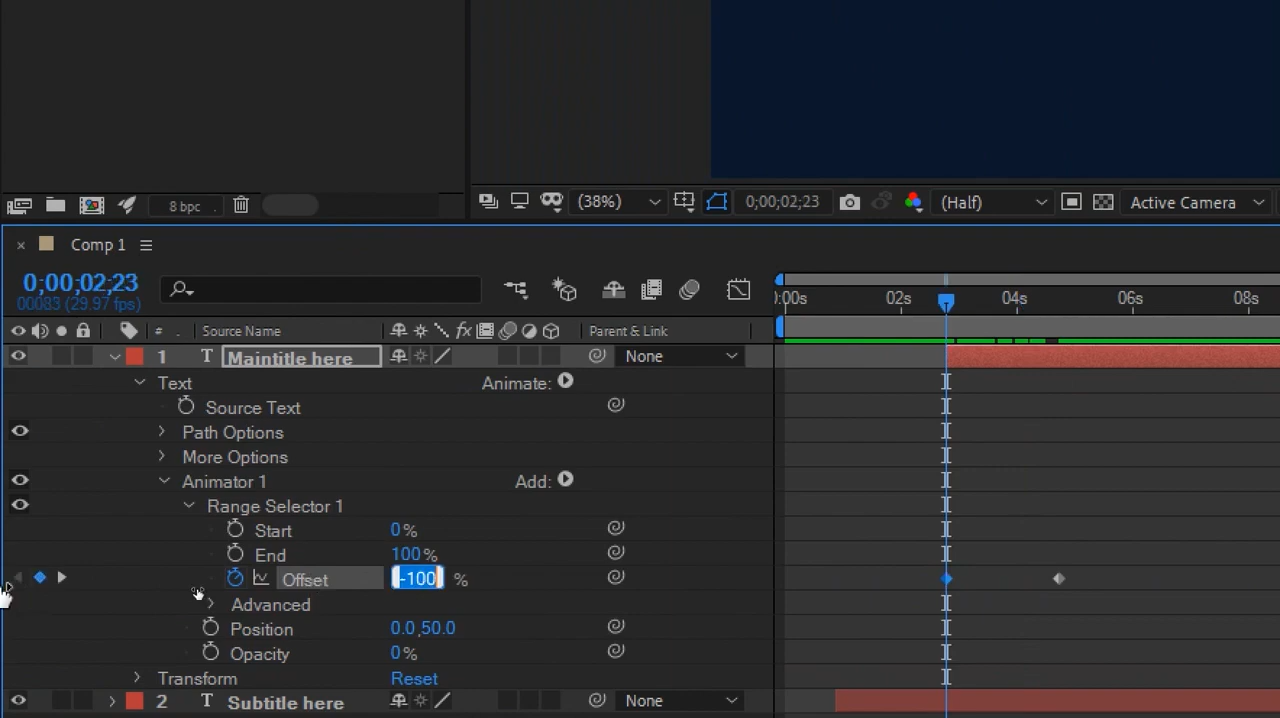 8 bpc
(38%)
0;00;02;23
(Half)
Active Camera
Comp 1
0;00;02;23
00083 (29.97 fps)
:00s 02s 04s 06s 08s
# Source Name fx Parent & Link
1 T Maintitle here None
Text Animate:
Source Text
Path Options
More Options
Animator 1 Add:
Range Selector 1
Start 0%
End 100%
Offset -100 %
Advanced
Position 0.0,50.0
Opacity 0%
Transform Reset
2 T Subtitle here None